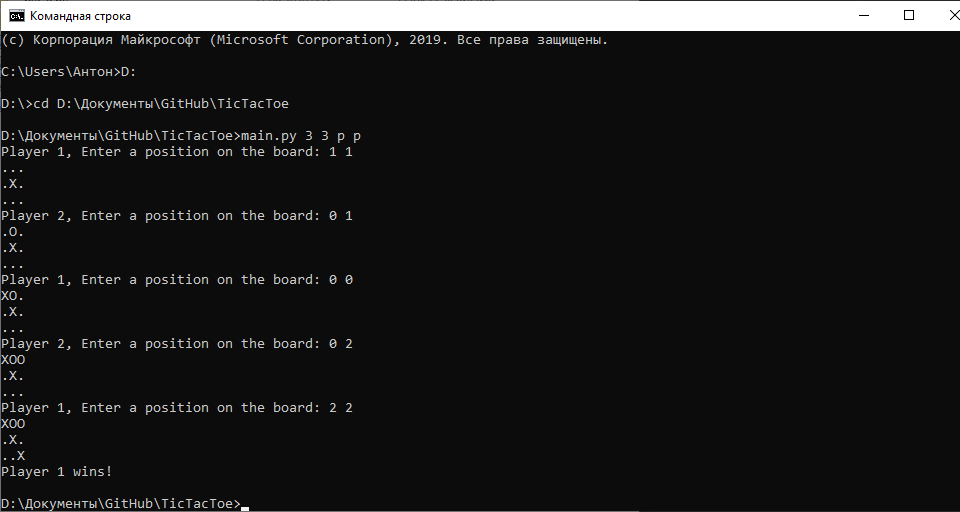 Командная строка
(c) Корпорация Майкрософт (Microsoft Corporation), 2019. Все права защищены.
C:\Users\Антон>D:
D:\>cd D:\Документы\GitHub\TicTacToe
D:\Документы\GitHub\TicTacToe>main.py 3 3 p p
Player 1, Enter a position on the board: 1 1
...
.X.
...
Player 2, Enter a position on the board: 0 1
.O.
.X.
...
Player 1, Enter a position on the board: 0 0
XO.
.X.
...
Player 2, Enter a position on the board: 0 2
XOO
.X.
...
Player 1, Enter a position on the board: 2 2
XOO
.X.
..X
Player 1 wins!
D:\Документы\GitHub\TicTacToe>